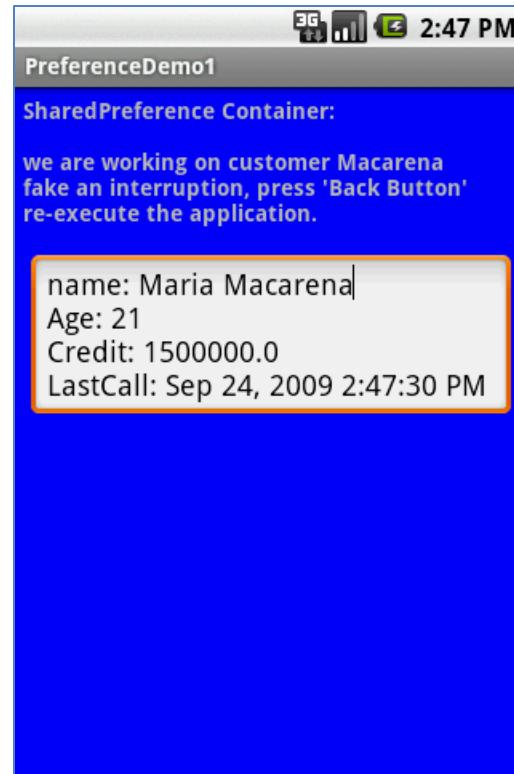 3G 2:47 PM
PreferenceDemo1
SharedPreference Container:
we are working on customer Macarena
fake an interruption, press 'Back Button'
re-execute the application.
name: Maria Macarena
Age: 21
Credit: 1500000.0
LastCall: Sep 24, 2009 2:47:30 PM